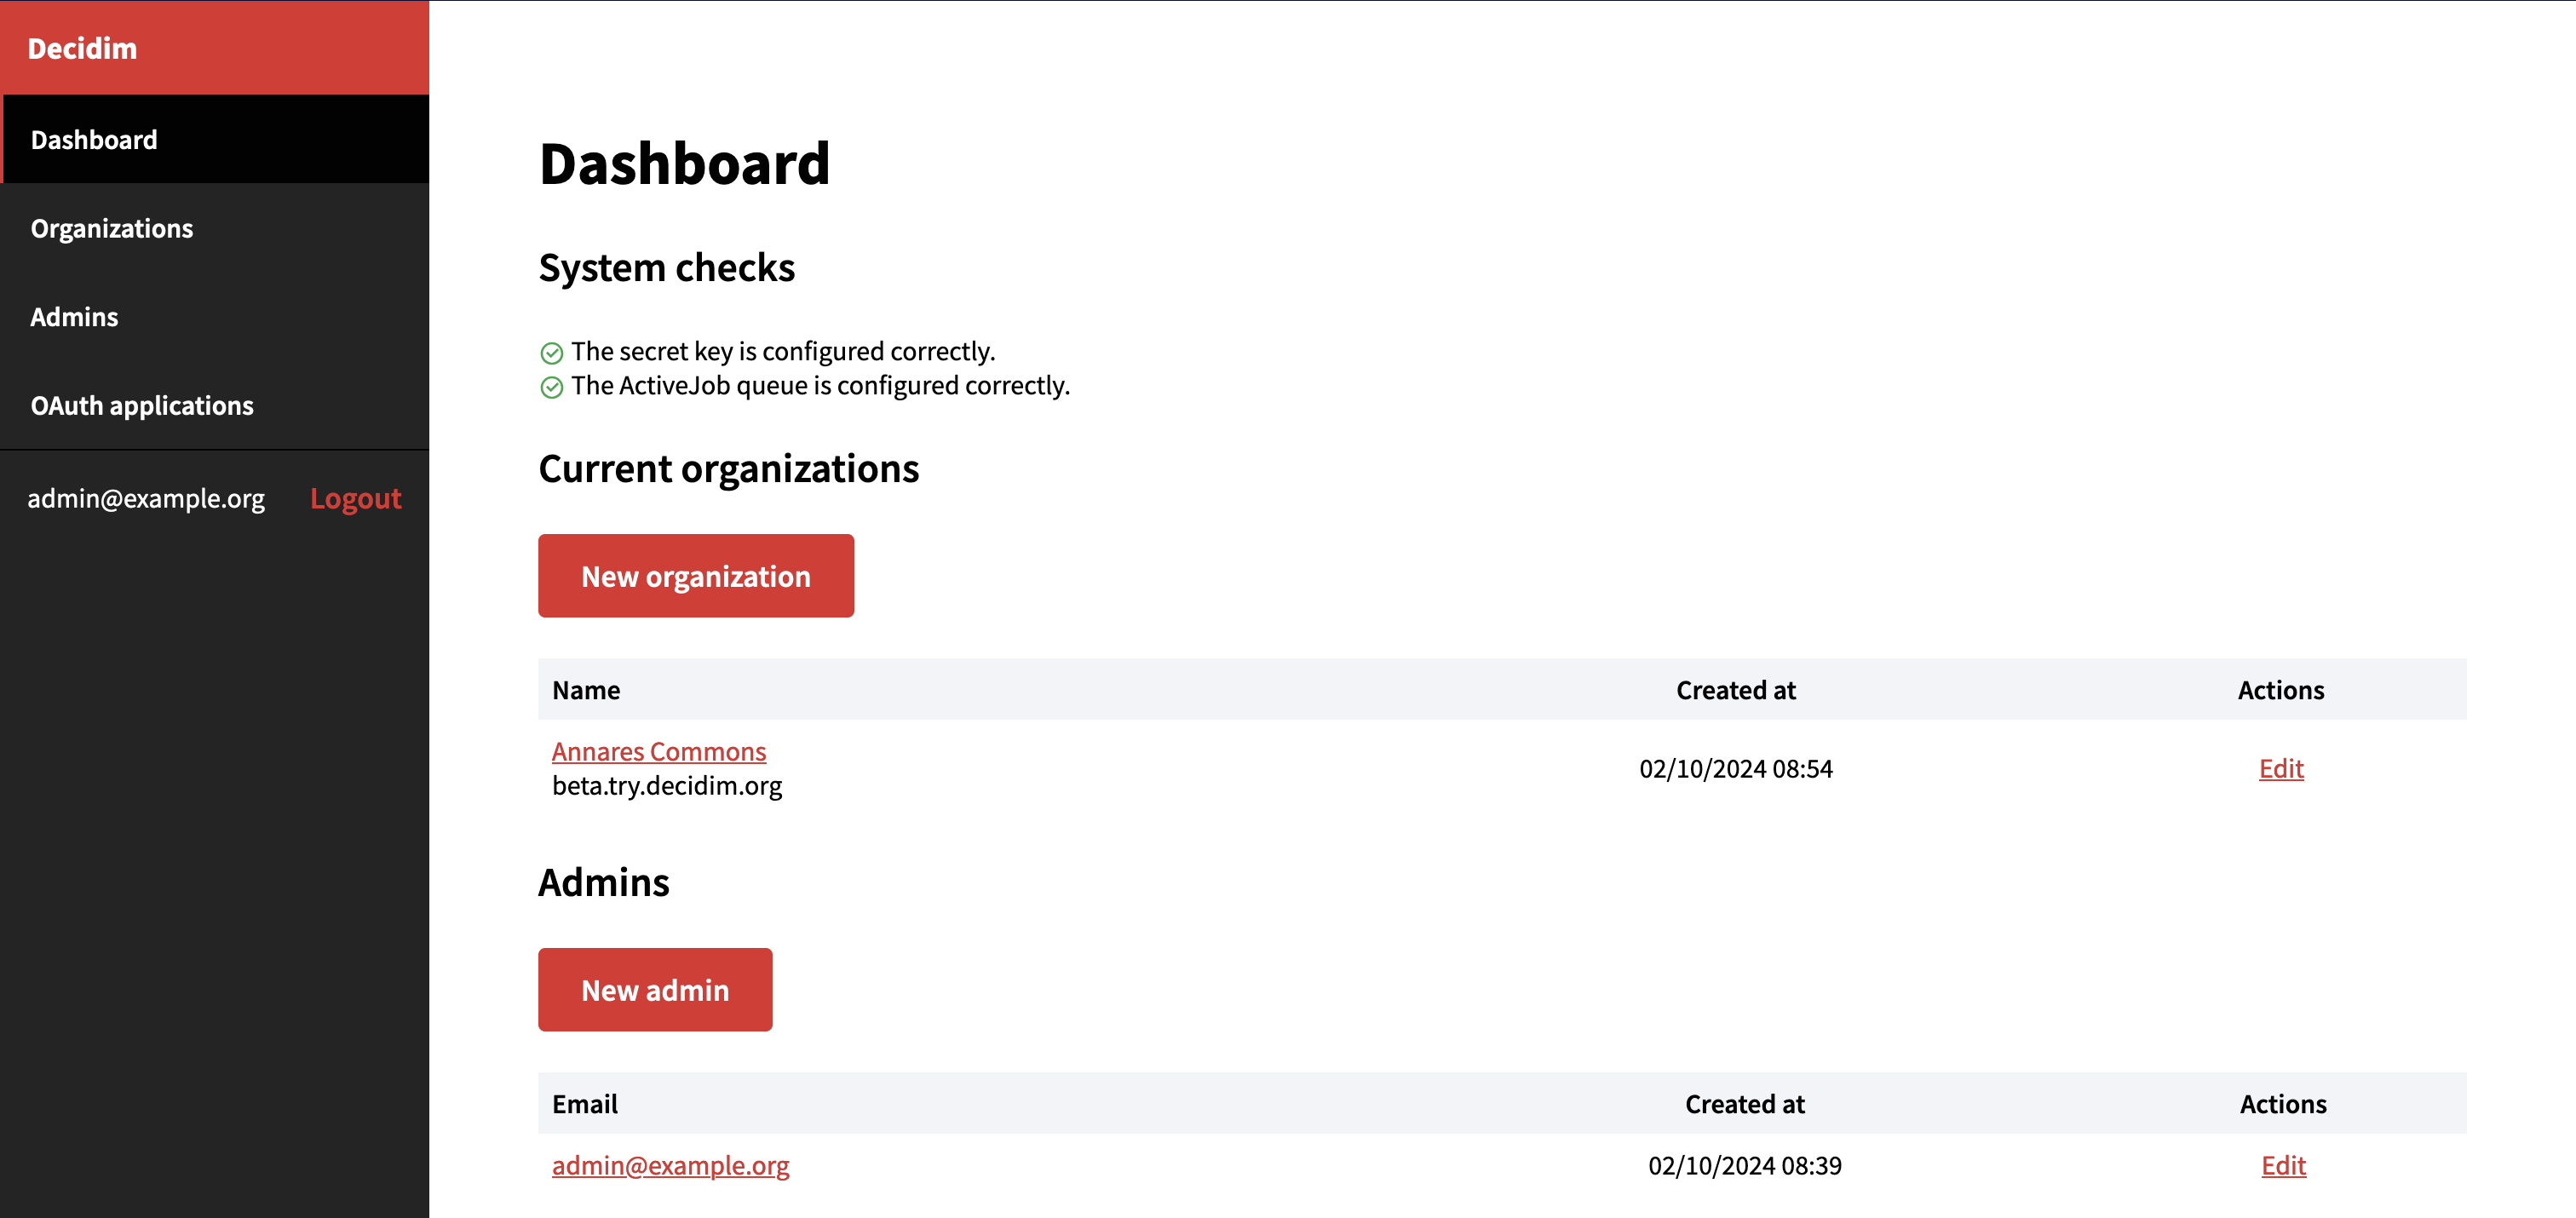 Decidim
Dashboard
Organizations
Admins
OAuth applications
admin@example.org Logout
Dashboard
System checks
The secret key is configured correctly.
The ActiveJob queue is configured correctly.
Current organizations
New organization
Name Created at Actions
Annares Commons
beta.try.decidim.org 02/10/2024 08:54 Edit
Admins
New admin
Email Created at Actions
admin@example.org 02/10/2024 08:39 Edit